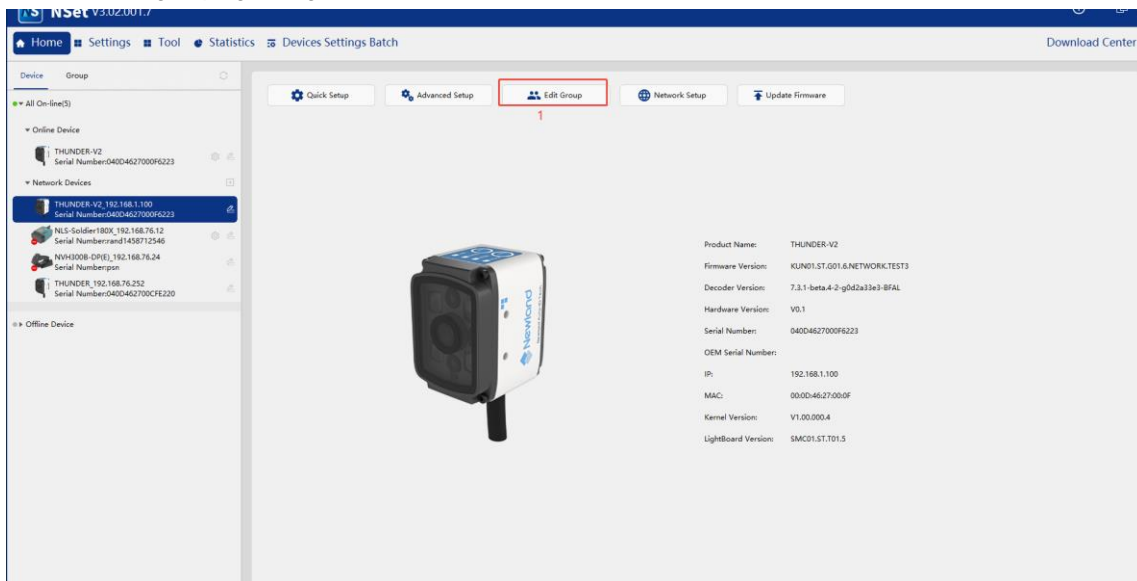 NSet V3.02.001.7
Home Settings Tool Statistics Devices Settings Batch Download Center
Device Group
All On-line(5)
Online Device
THUNDER-V2
Serial Number:040D4627000F6223
Network Devices
THUNDER-V2_192.168.1.100
Serial Number:040D4627000F6223
NLS-Soldier180X_192.168.76.12
Serial Number:rand1458712546
NVH300B-DP(E)_192.168.76.24
Serial Number:psn
THUNDER_192.168.76.252
Serial Number:040D462700CFE220
Offline Device
Quick Setup Advanced Setup Edit Group Network Setup Update Firmware
1
Newland
Product Name: THUNDER-V2
Firmware Version: KUN01.ST.G01.6.NETWORK.TEST3
Decoder Version: 7.3.1-beta.4-2-g0d2a33e3-BFAL
Hardware Version: V0.1
Serial Number: 040D4627000F6223
OEM Serial Number:
IP: 192.168.1.100
MAC: 00:0D:46:27:00:0F
Kernel Version: V1.00.000.4
LightBoard Version: SMC01.ST.T01.5